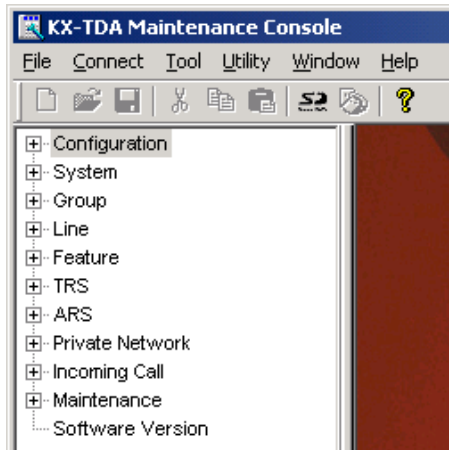 KX-TDA Maintenance Console
File Connect Tool Utility Window Help
Configuration
System
Group
Line
Feature
TRS
ARS
Private Network
Incoming Call
Maintenance
Software Version